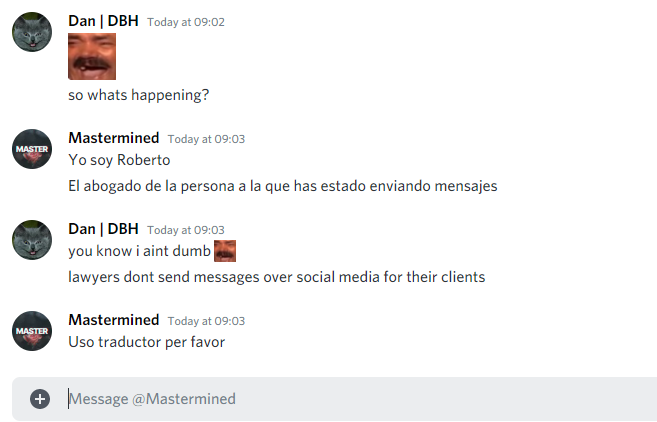 Dan | DBH Today at 09:02
so whats happening?
MASTER
Mastermined Today at 09:03
Yo soy Roberto
El abogado de la persona a la que has estado enviando mensajes
Dan | DBH Today at 09:03
you know i aint dumb
lawyers dont send messages over social media for their clients
MASTER
Mastermined Today at 09:03
Uso traductor per favor
Message @Mastermined